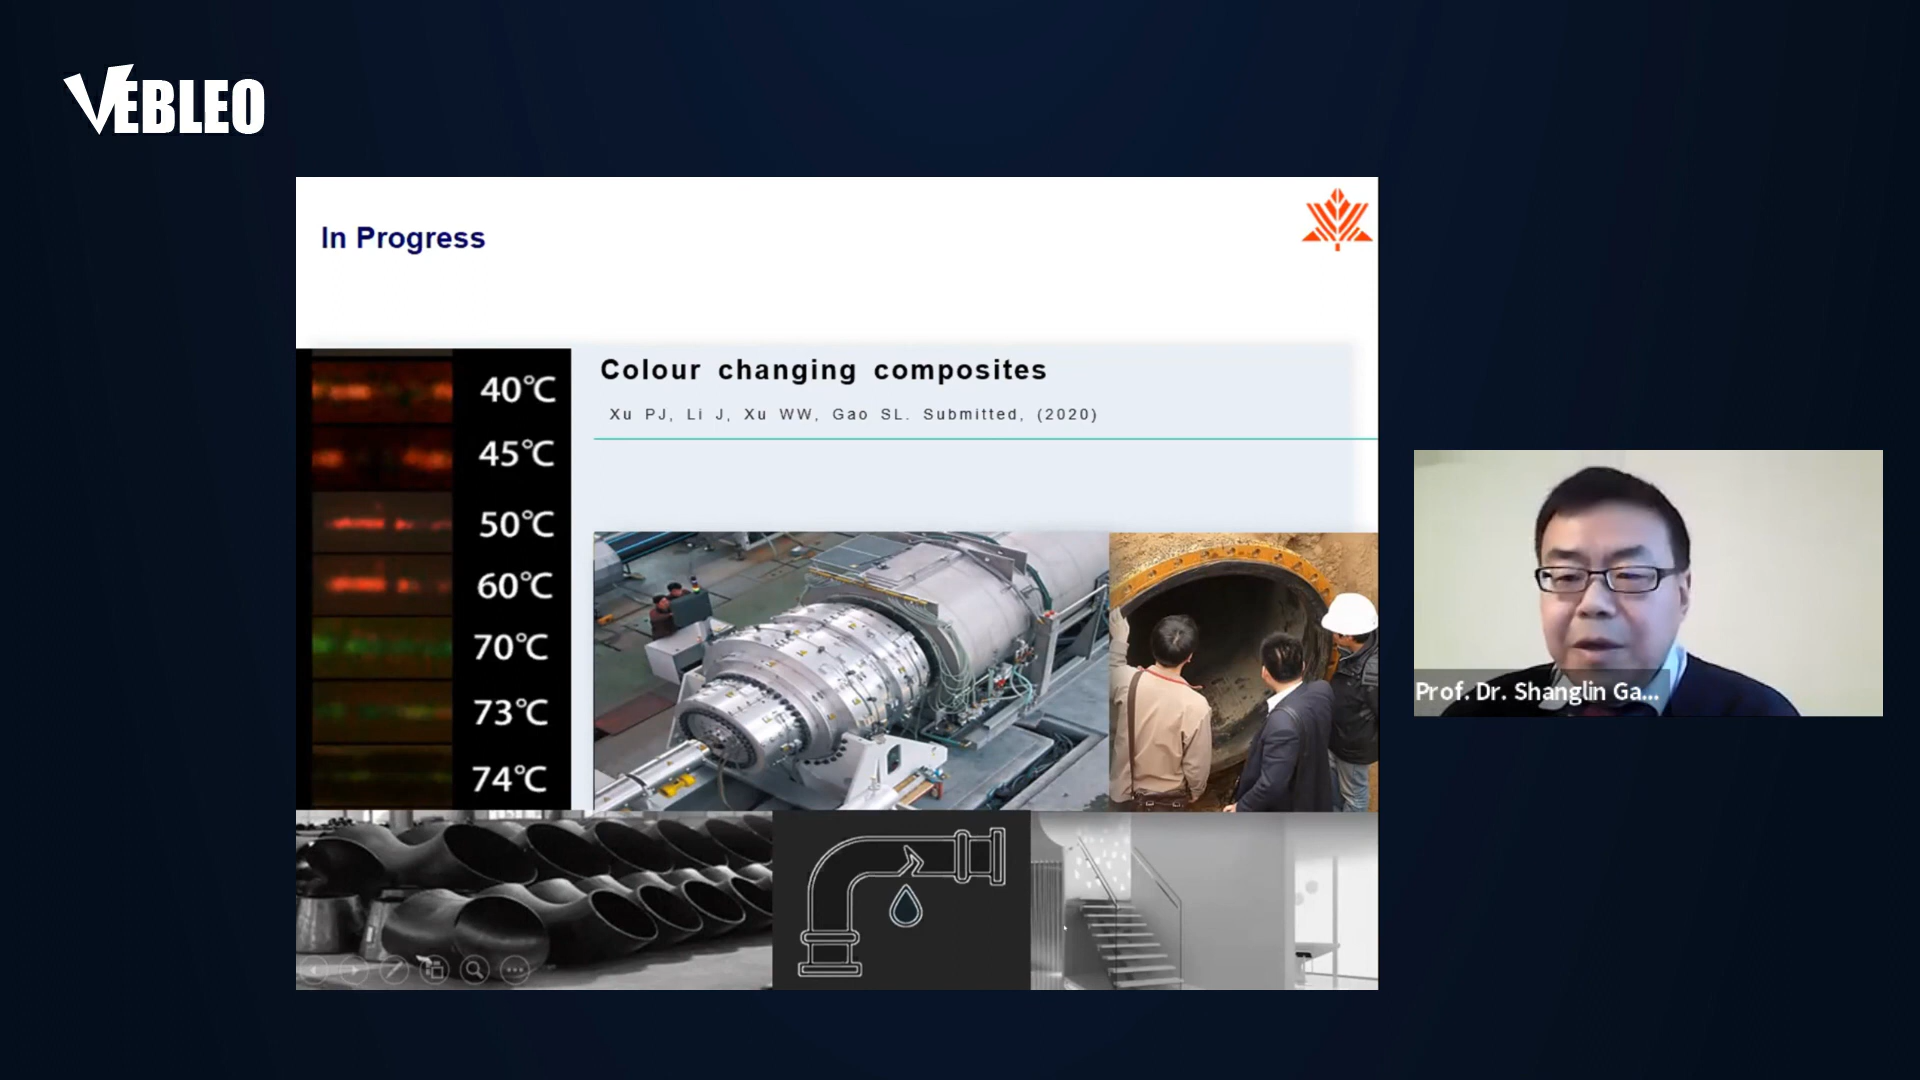 VEBLEO
In Progress
Colour changing composites
Xu PJ, Li J, Xu WW, Gao SL. Submitted, (2020)
40℃
45℃
50℃
60℃
70℃
73℃
74℃
Prof. Dr. Shanglin Ga...